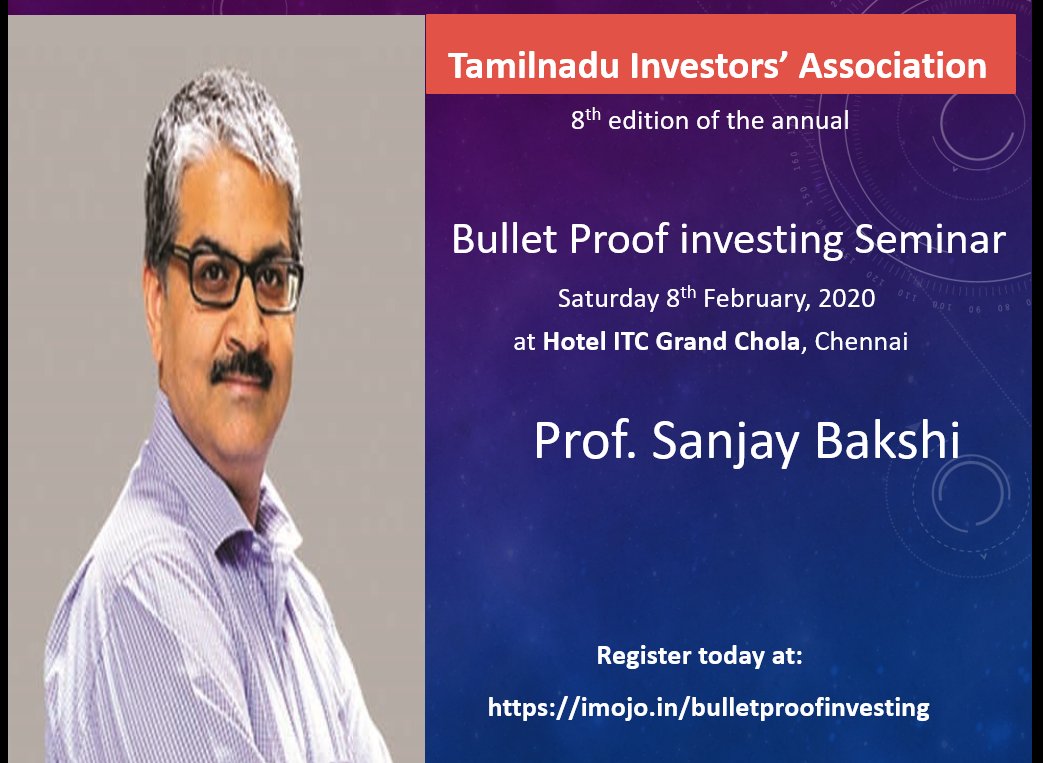 Tamilnadu Investors’ Association
8th edition of the annual
Bullet Proof investing Seminar
Saturday 8th February, 2020
at Hotel ITC Grand Chola, Chennai
Prof. Sanjay Bakshi
Register today at:
https://imojo.in/bulletproofinvesting